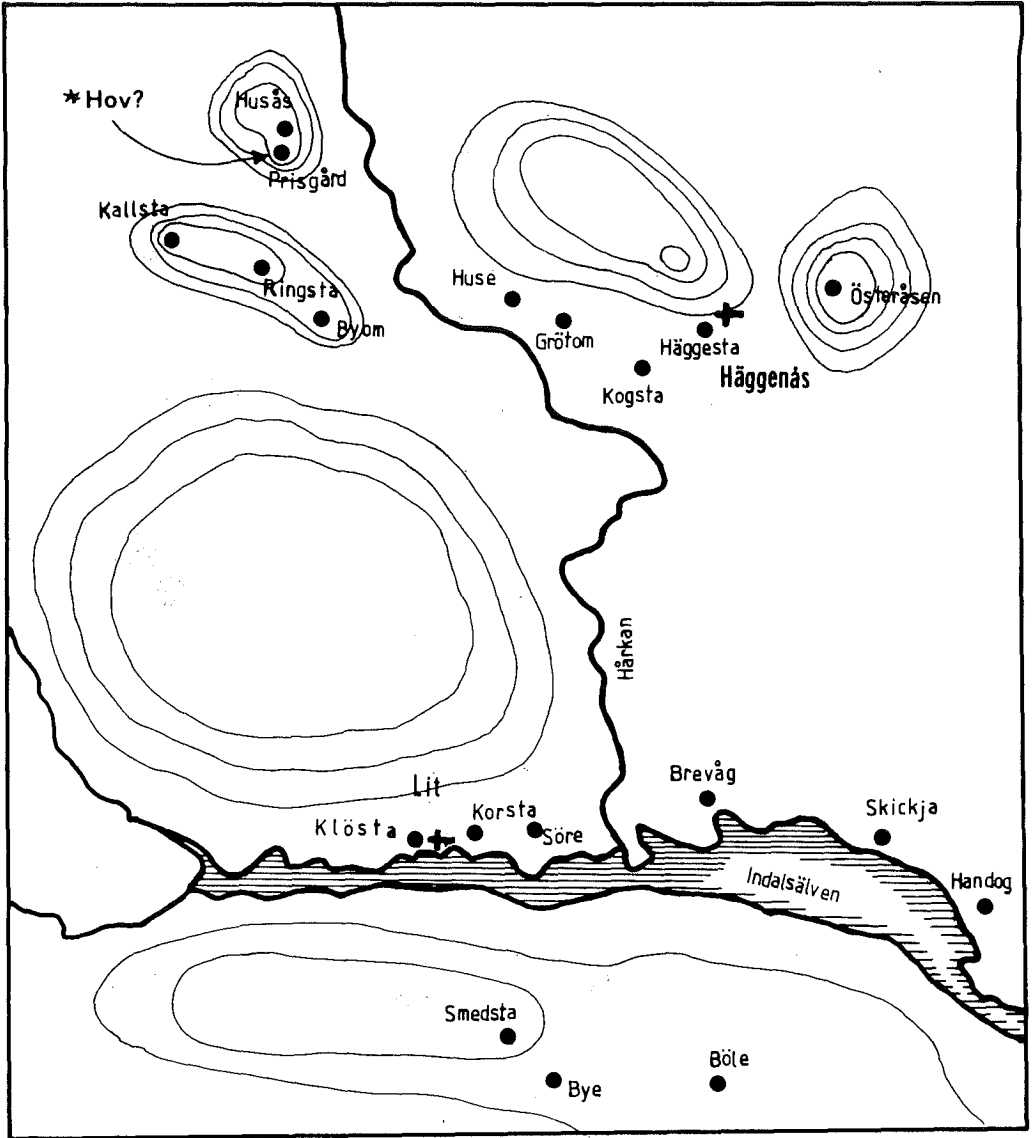 *Hov?
Husås
Prisgård
Kallsta
Ringsta
Byom
Huse
Grötom
Kogsta
Häggesta
Häggenås
Österåsen
Hårkan
Lit
Klösta
Korsta
Söre
Brevåg
Skickja
Indalsälven
Handog
Smedsta
Bye
Böle